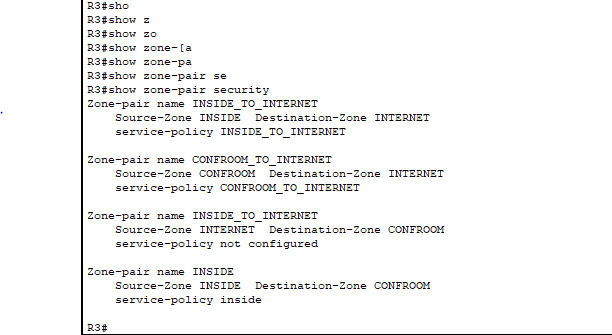 R3#sho
R3#show z
R3#show zo
R3#show zone-[a
R3#show zone-pa
R3#show zone-pair se
R3#show zone-pair security
Zone-pair name INSIDE_TO_INTERNET
Source-Zone INSIDE  Destination-Zone INTERNET
service-policy INSIDE_TO_INTERNET
Zone-pair name CONFROOM_TO_INTERNET
Source-Zone CONFROOM  Destination-Zone INTERNET
service-policy CONFROOM_TO_INTERNET
Zone-pair name INSIDE_TO_INTERNET
Source-Zone INTERNET  Destination-Zone CONFROOM
service-policy not configured
Zone-pair name INSIDE
Source-Zone INSIDE  Destination-Zone CONFROOM
service-policy inside
R3#